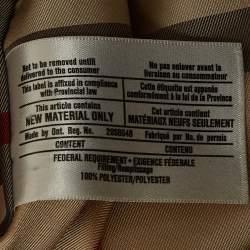 Not to be removed until
delivered to the consumer
Ne pas enlever avant la
livraison au consommateur
This label is affixed in compliance
with Provincial law
Cette étiquette est apposée
conformément à loi de la Province
This article contains
NEW MATERIAL ONLY
Cet article contient
MATÉRIAUX NEUFS SEULEMENT
Made by Ont. Reg. No.
Fabriqué par No. de permis
CONTENT
CONTENU
FEDERAL REQUIREMENT - EXIGENCE FÉDÉRALE
Filling/Remplissage
100% POLYESTER/POLYESTER